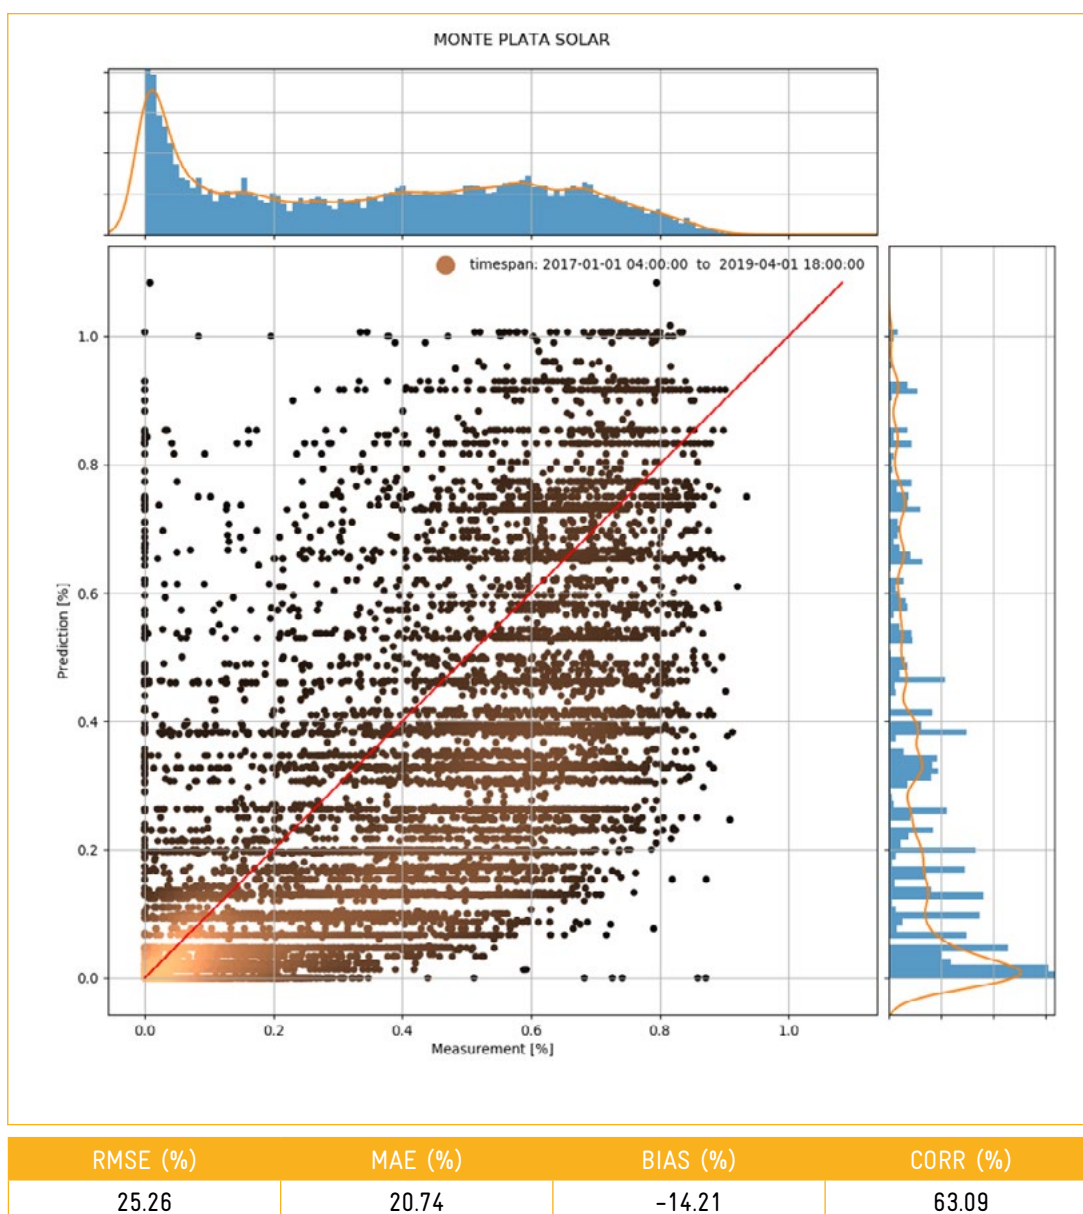 MONTE PLATA SOLAR
timespan: 2017-01-01 04:00:00 to 2019-04-01 18:00:00
1.0
0.8
0.6
0.4
0.2
0.0
Prediction [%]
0.0 0.2 0.4 0.6 0.8 1.0
Measurement [%]
RMSE (%) MAE (%) BIAS (%) CORR (%)
25.26 20.74 −14.21 63.09